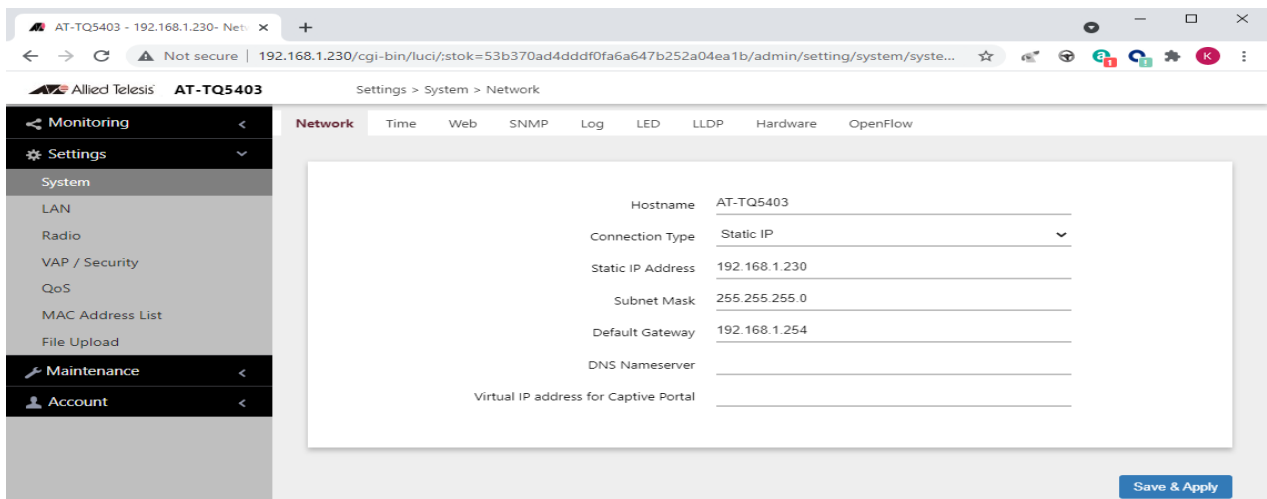 AT-TQ5403 - 192.168.1.230- Net
Not secure | 192.168.1.230/cgi-bin/luci/;stok=53b370ad4dddf0fa6a647b252a04ea1b/admin/setting/system/syste...
K
Allied Telesis AT-TQ5403
Settings > System > Network
Monitoring
Settings
System
LAN
Radio
VAP / Security
QoS
MAC Address List
File Upload
Maintenance
Account
Network Time Web SNMP Log LED LLDP Hardware OpenFlow
Hostname AT-TQ5403
Connection Type Static IP
Static IP Address 192.168.1.230
Subnet Mask 255.255.255.0
Default Gateway 192.168.1.254
DNS Nameserver
Virtual IP address for Captive Portal
Save & Apply